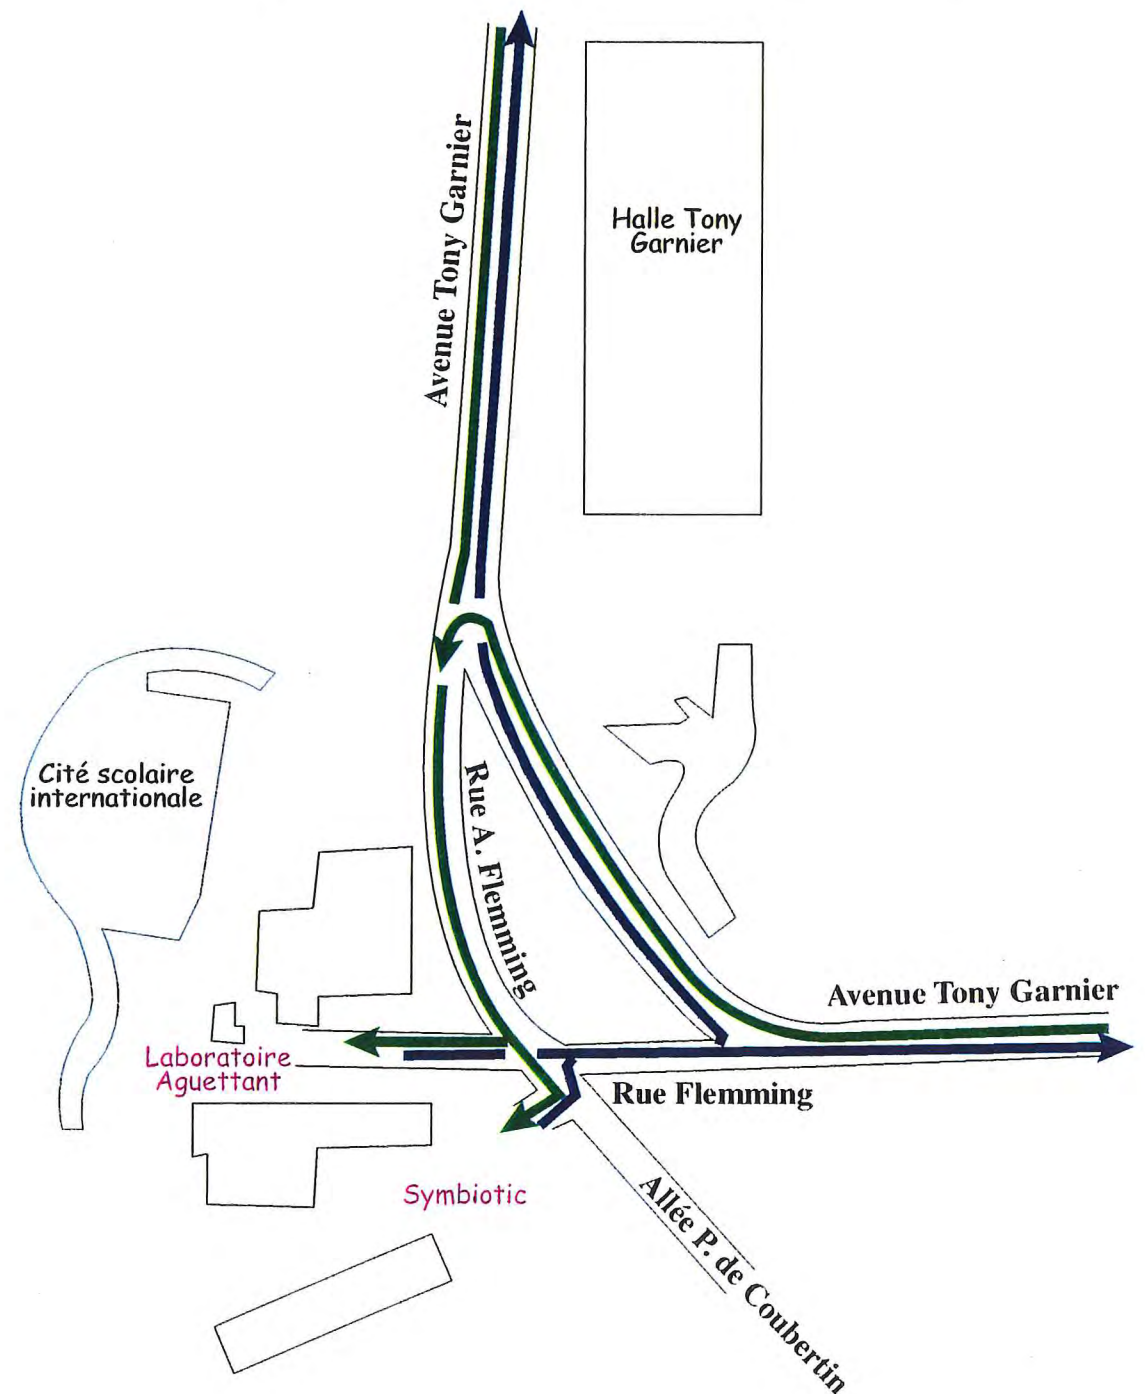 Avenue Tony Garnier
Halle Tony
Garnier
Cité scolaire
internationale
Rue A. Flemming
Avenue Tony Garnier
Laboratoire
Aguettant
Rue Flemming
Symbiotic
Allée P. de Coubertin